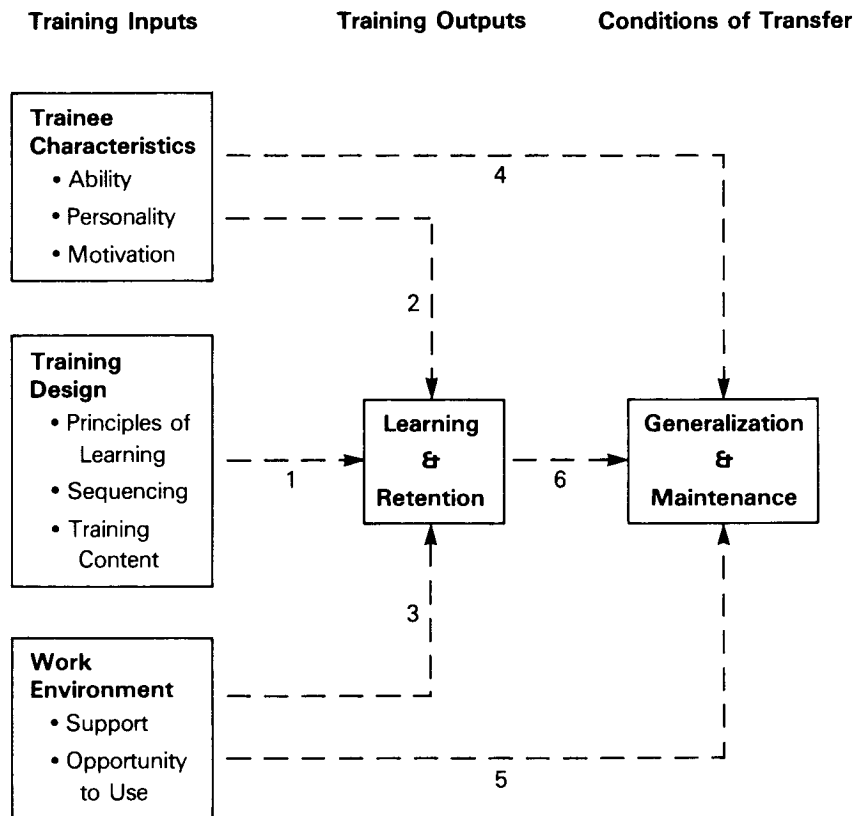 Training Inputs
Training Outputs
Conditions of Transfer
Trainee
Characteristics
• Ability
• Personality
• Motivation
4
2
Training
Design
• Principles of
Learning
• Sequencing
• Training
Content
1
Learning
&
Retention
6
Generalization
&
Maintenance
3
Work
Environment
• Support
• Opportunity
to Use
5